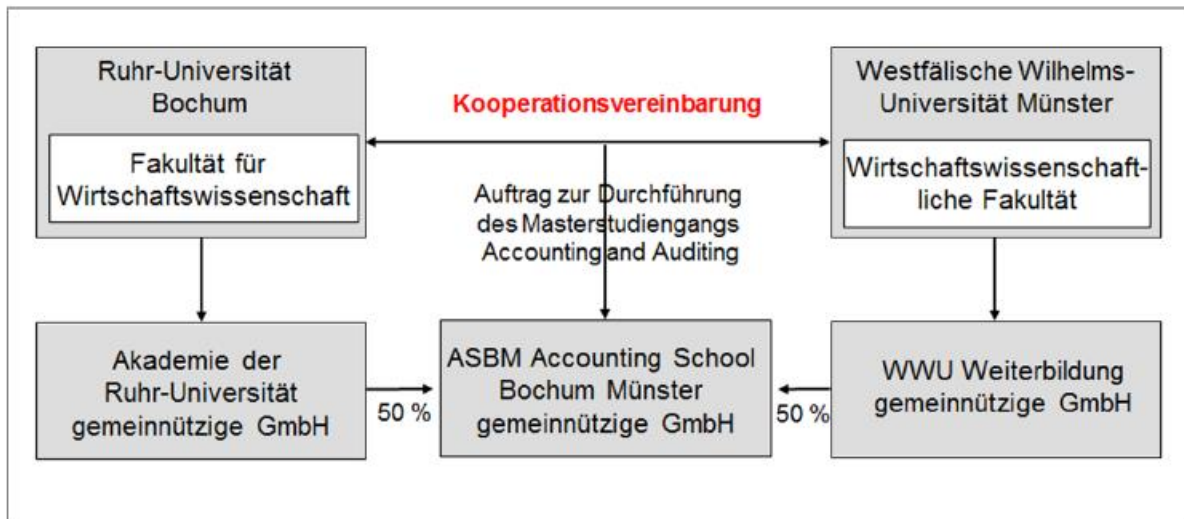 Ruhr-Universität
Bochum
Fakultät für
Wirtschaftswissenschaft
Kooperationsvereinbarung
Westfälische Wilhelms-
Universität Münster
Wirtschaftswissenschaft-
liche Fakultät
Auftrag zur Durchführung
des Masterstudiengangs
Accounting and Auditing
Akademie der
Ruhr-Universität
gemeinnützige GmbH
50 %
ASBM Accounting School
Bochum Münster
gemeinnützige GmbH
50 %
WWU Weiterbildung
gemeinnützige GmbH